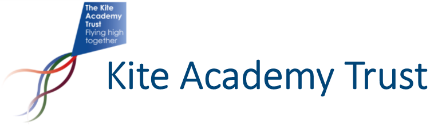 The Kite
Academy
Trust
Flying high
together
Kite Academy Trust